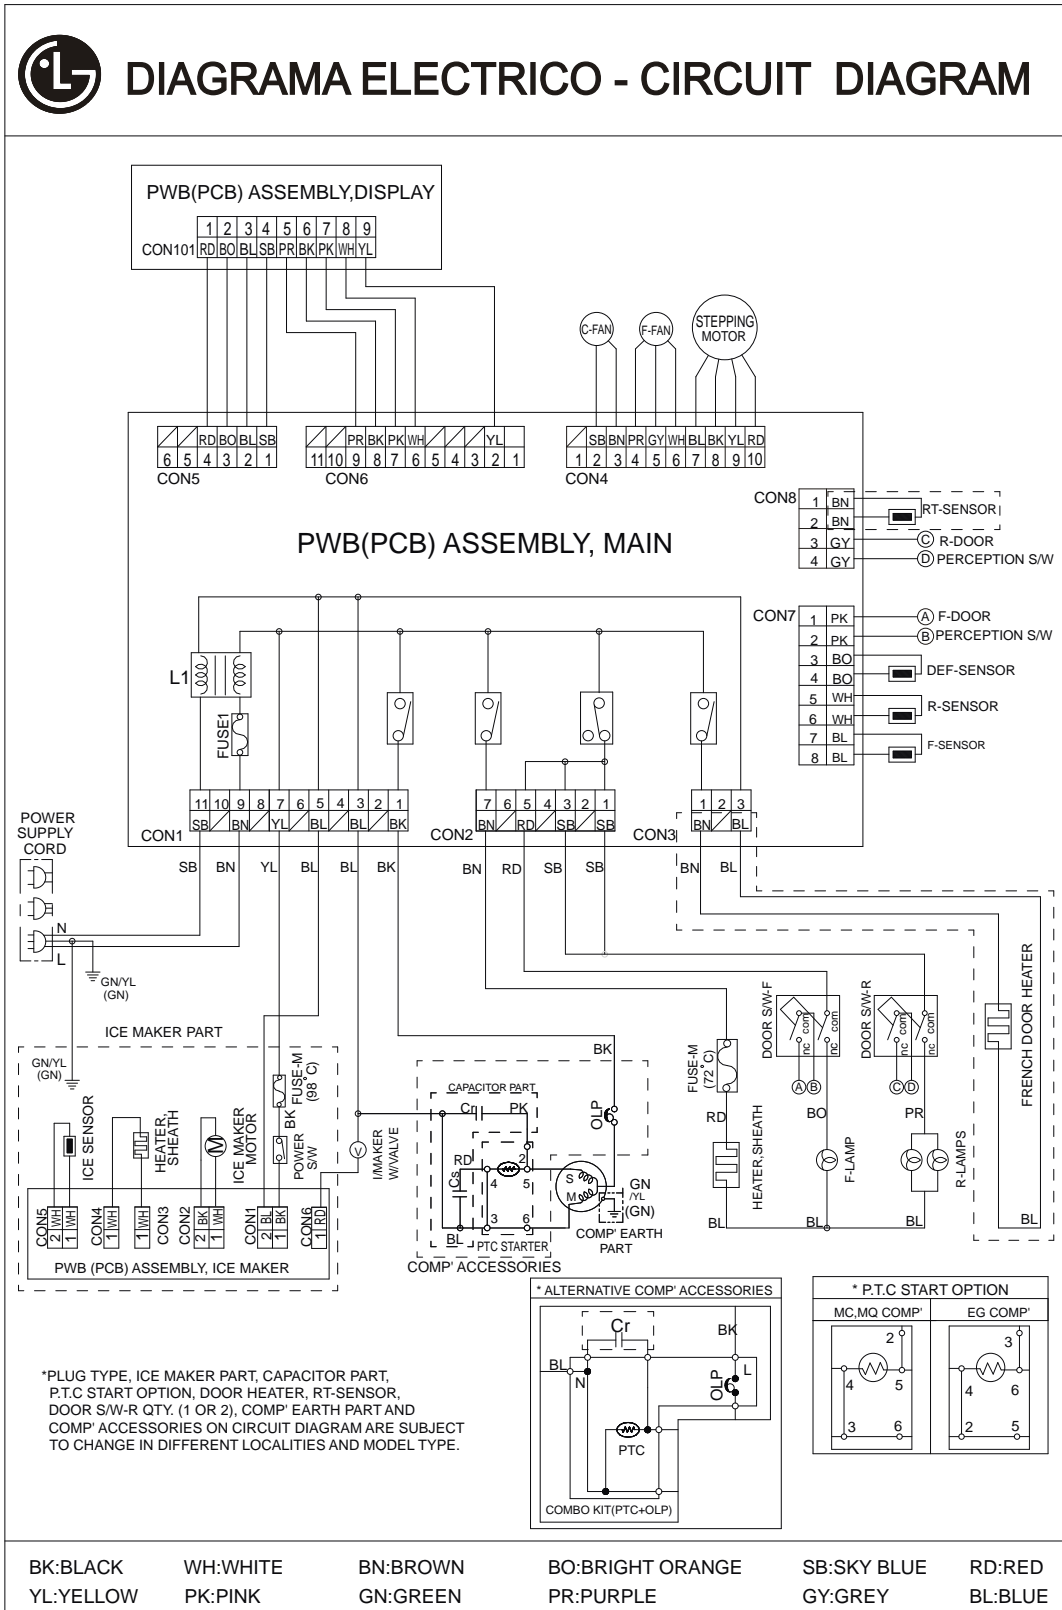 LG
DIAGRAMA ELECTRICO - CIRCUIT DIAGRAM
PWB(PCB) ASSEMBLY,DISPLAY
1 2 3 4 5 6 7 8 9
CON101 RD BO BL SB PR BK PK WH YL
C-FAN
F-FAN
STEPPING
MOTOR
RD BO BL SB
6 5 4 3 2 1
CON5
PR BK PK WH YL
11 10 9 8 7 6 5 4 3 2 1
CON6
SB BN PR GY WH BL BK YL RD
1 2 3 4 5 6 7 8 9 10
CON4
PWB(PCB) ASSEMBLY, MAIN
CON8
1 BN
2 BN
3 GY
4 GY
RT-SENSOR
C R-DOOR
D PERCEPTION S/W
CON7
1 PK
2 PK
3 BO
4 BO
5 WH
6 WH
7 BL
8 BL
A F-DOOR
B PERCEPTION S/W
DEF-SENSOR
R-SENSOR
F-SENSOR
L1
FUSE1
11 10 9 8 7 6 5 4 3 2 1
SB BN YL BL BL BK
CON1
7 6 5 4 3 2 1
BN RD SB SB
CON2
1 2 3
BN BL
CON3
POWER
SUPPLY
CORD
N
L
GN/YL
(GN)
SB BN YL BL BL BK
BN RD SB SB
BN BL
ICE MAKER PART
GN/YL
(GN)
ICE SENSOR
HEATER,
SHEATH
ICE MAKER
MOTOR
FUSE-M
(98°C)
BK
POWER
S/W
I/MAKER
W/VALVE
V
M
CON5
2 WH
1 WH
CON4
1 WH
1 WH
CON3
CON2
2 BK
1 WH
CON1
2 BL
1 BK
CON6
1 RD
PWB (PCB) ASSEMBLY, ICE MAKER
CAPACITOR PART
Cr
PK
RD
Cs
2
4 5
3 6
BL
PTC STARTER
COMP' ACCESSORIES
BK
OLP
S
M
GN
/YL
(GN)
COMP' EARTH
PART
FUSE-M
(72°C)
RD
HEATER,SHEATH
BL
DOOR S/W-F
nc com
A B
BO
F-LAMP
BL
DOOR S/W-R
nc com
C D
PR
R-LAMPS
BL
FRENCH DOOR HEATER
BL
* ALTERNATIVE COMP' ACCESSORIES
Cr
BK
BL
N
OLP
L
PTC
COMBO KIT(PTC+OLP)
* P.T.C START OPTION
MC,MQ COMP'
EG COMP'
2
4 5
3 6
3
4 6
2 5
*PLUG TYPE, ICE MAKER PART, CAPACITOR PART,
P.T.C START OPTION, DOOR HEATER, RT-SENSOR,
DOOR S/W-R QTY. (1 OR 2), COMP' EARTH PART AND
COMP' ACCESSORIES ON CIRCUIT DIAGRAM ARE SUBJECT
TO CHANGE IN DIFFERENT LOCALITIES AND MODEL TYPE.
BK:BLACK WH:WHITE BN:BROWN BO:BRIGHT ORANGE SB:SKY BLUE RD:RED
YL:YELLOW PK:PINK GN:GREEN PR:PURPLE GY:GREY BL:BLUE